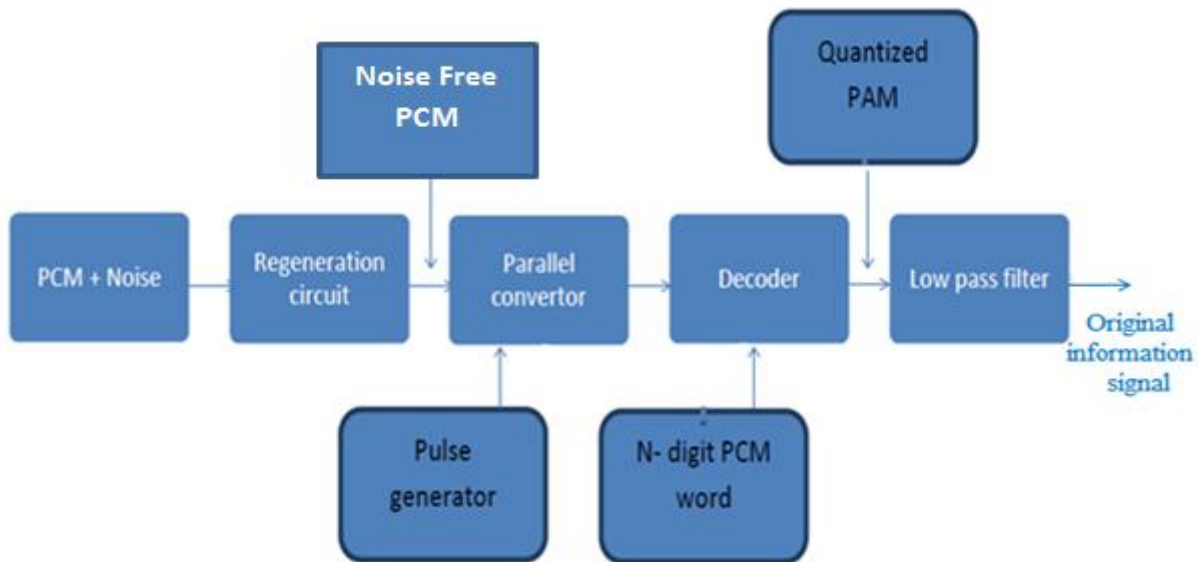 Noise Free
PCM
Quantized
PAM
PCM + Noise
Regeneration
circuit
Parallel
convertor
Decoder
Low pass filter
Original
information
signal
Pulse
generator
N- digit PCM
word